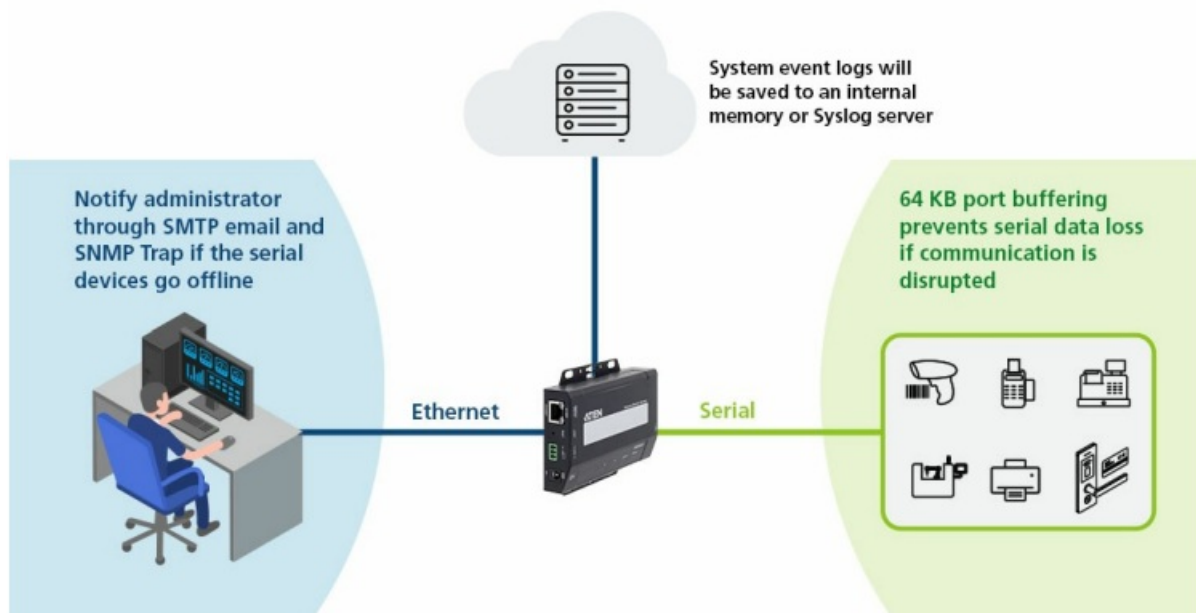 System event logs will
be saved to an internal
memory or Syslog server
Notify administrator
through SMTP email and
SNMP Trap if the serial
devices go offline
64 KB port buffering
prevents serial data loss
if communication is
disrupted
Ethernet
ATEN
Serial